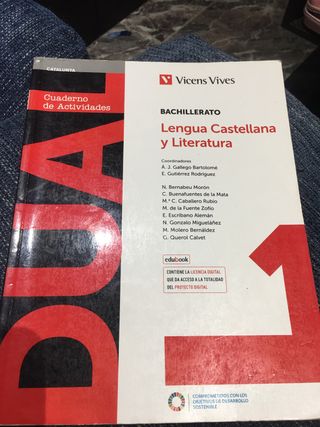 CATALUNYA
Cuaderno
de Actividades
DUAL
Vicens Vives
BACHILLERATO
Lengua Castellana
y Literatura
Coordinadores
A. J. Gallego Bartolomé
E. Gutiérrez Rodríguez
N. Bernabeu Morón
C. Buenafuentes de la Mata
M.ª C. Caballero Rubio
M. de la Fuente Zofío
E. Escribano Alemán
N. Gonzalo Migueláñez
M. Molero Bernáldez
G. Querol Calvet
edubook
CONTIENE LA LICENCIA DIGITAL
QUE DA ACCESO A LA TOTALIDAD
DEL PROYECTO DIGITAL
1
COMPROMETIDOS CON LOS
OBJETIVOS DE DESARROLLO
SOSTENIBLE